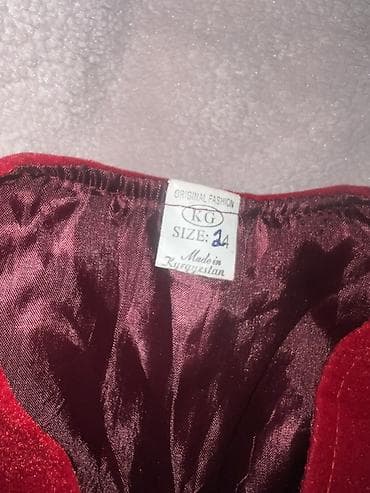 ORIGINAL FASHION
KG
SIZE: 24
Made in
Kyrgyzstan